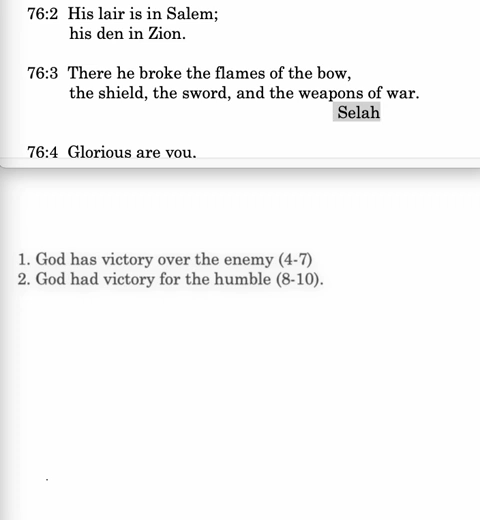 76:2 His lair is in Salem;
his den in Zion.
76:3 There he broke the flames of the bow,
the shield, the sword, and the weapons of war.
Selah
76:4 Glorious are you.
1. God has victory over the enemy (4-7)
2. God had victory for the humble (8-10).